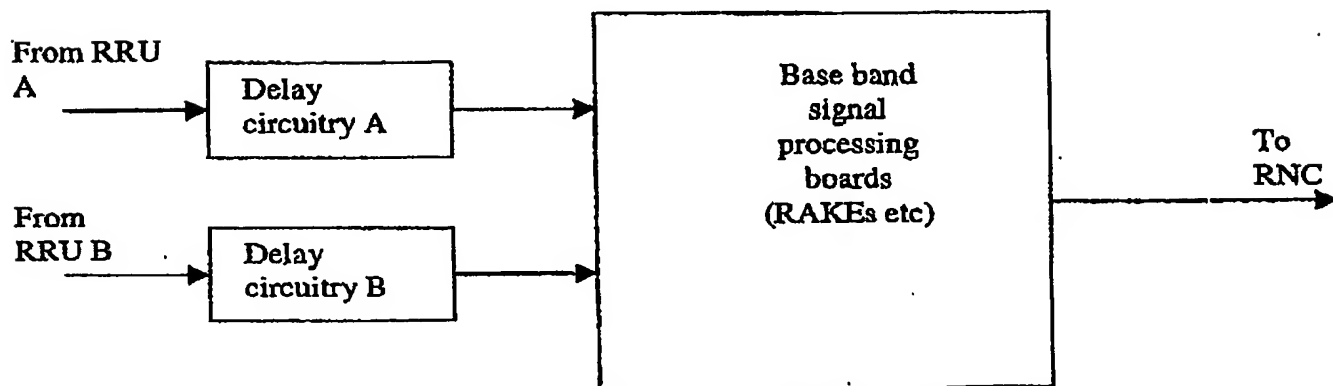 From RRU
A
Delay
circuitry A
From
RRU B
Delay
circuitry B
Base band
signal
processing
boards
(RAKEs etc)
To
RNC